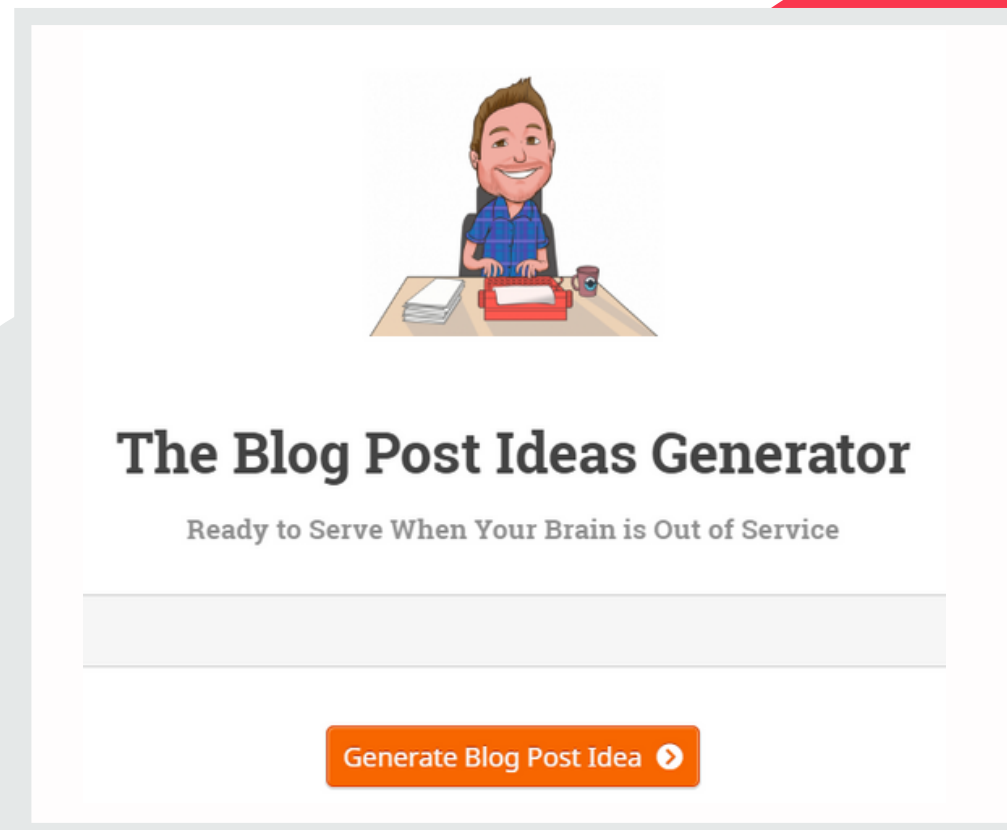 The Blog Post Ideas Generator
Ready to Serve When Your Brain is Out of Service
Generate Blog Post Idea